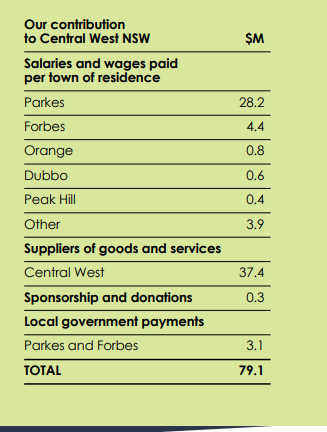 Our contribution
to Central West NSW $M
Salaries and wages paid
per town of residence
Parkes 28.2
Forbes 4.4
Orange 0.8
Dubbo 0.6
Peak Hill 0.4
Other 3.9
Suppliers of goods and services
Central West 37.4
Sponsorship and donations 0.3
Local government payments
Parkes and Forbes 3.1
TOTAL 79.1